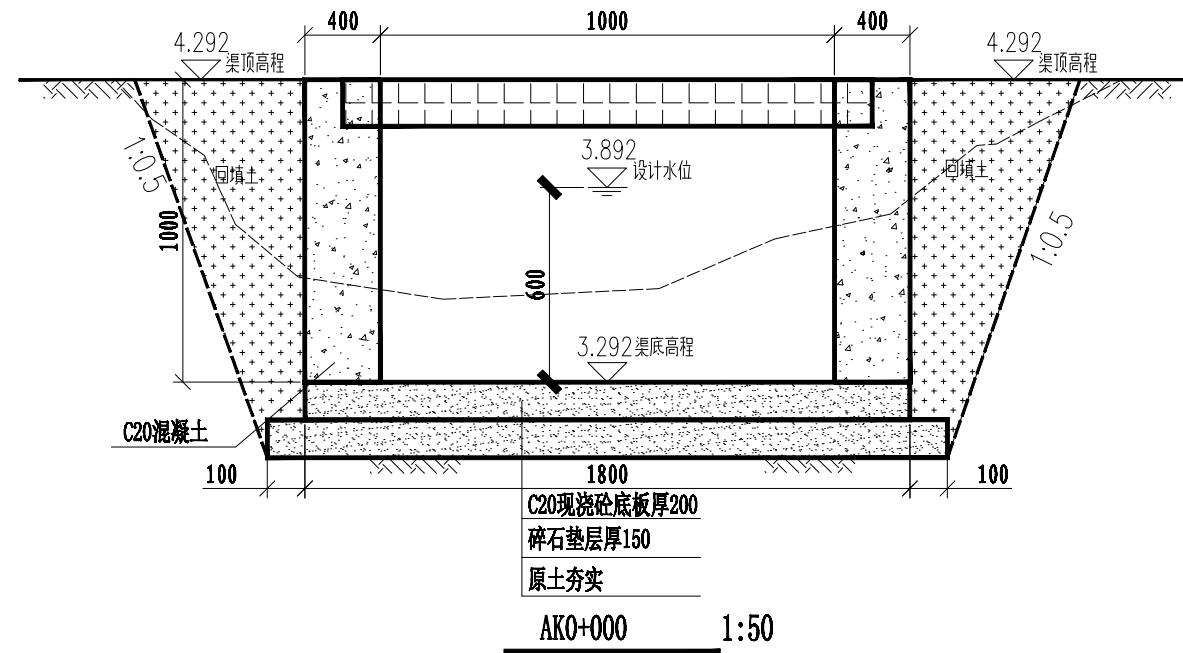 400 1000 400
4.292 渠顶高程
4.292 渠顶高程
3.892 设计水位
1:0.5
回填土
回填土
1000
1:0.5
600
3.292 渠底高程
C20混凝土
100 1800 100
C20现浇砼底板厚200
碎石垫层厚150
原土夯实
AK0+000 1:50